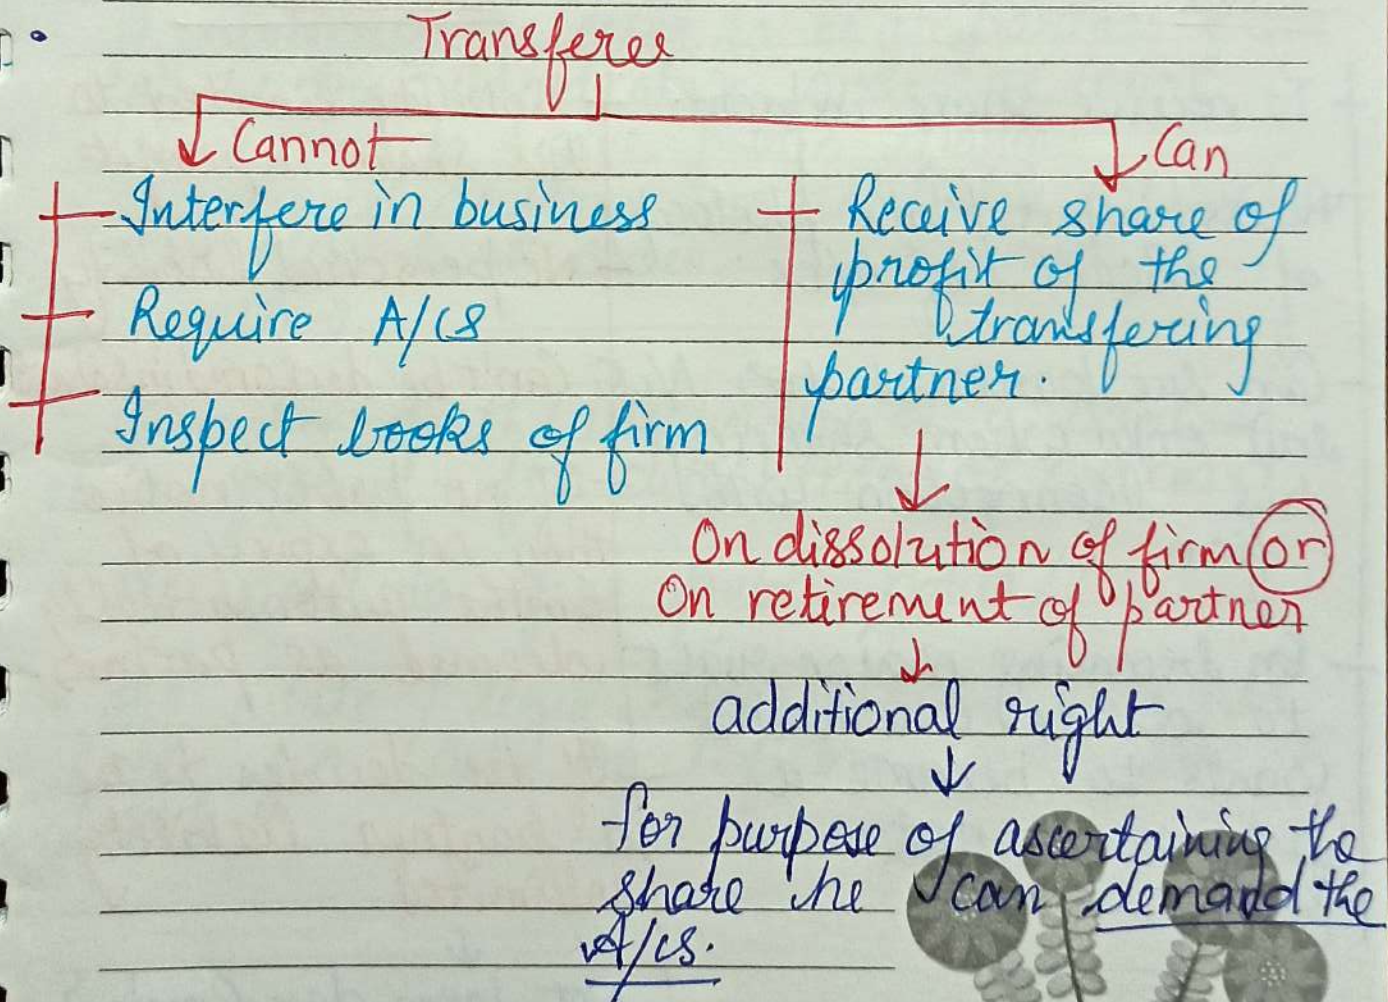 Transferee
Cannot
Can
Interfere in business
Require A/cs
Inspect books of firm
Receive share of
profit of the
transfering
partner.
On dissolution of firm or
On retirement of partner
additional right
for purpose of ascertaining the
share he can demand the
A/cs.